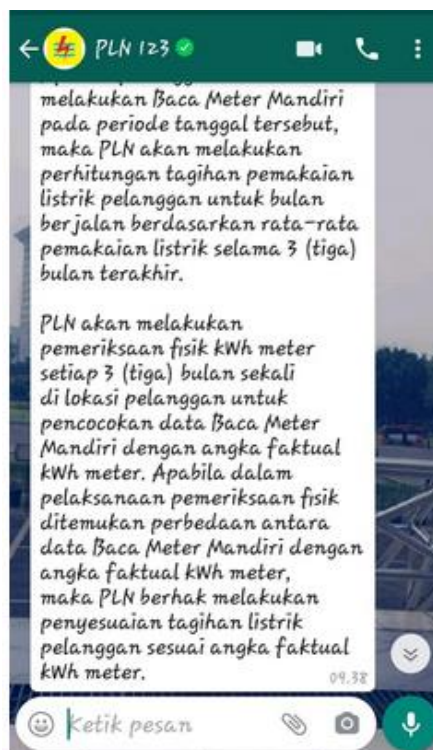 PLN 123
melakukan Baca Meter Mandiri
pada periode tanggal tersebut,
maka PLN akan melakukan
perhitungan tagihan pemakaian
listrik pelanggan untuk bulan
berjalan berdasarkan rata-rata
pemakaian listrik selama 3 (tiga)
bulan terakhir.
PLN akan melakukan
pemeriksaan fisik kWh meter
setiap 3 (tiga) bulan sekali
di lokasi pelanggan untuk
pencocokan data Baca Meter
Mandiri dengan angka faktual
kWh meter. Apabila dalam
pelaksanaan pemeriksaan fisik
ditemukan perbedaan antara
data Baca Meter Mandiri dengan
angka faktual kWh meter,
maka PLN berhak melakukan
penyesuaian tagihan listrik
pelanggan sesuai angka faktual
kWh meter.
09.38
Ketik pesan